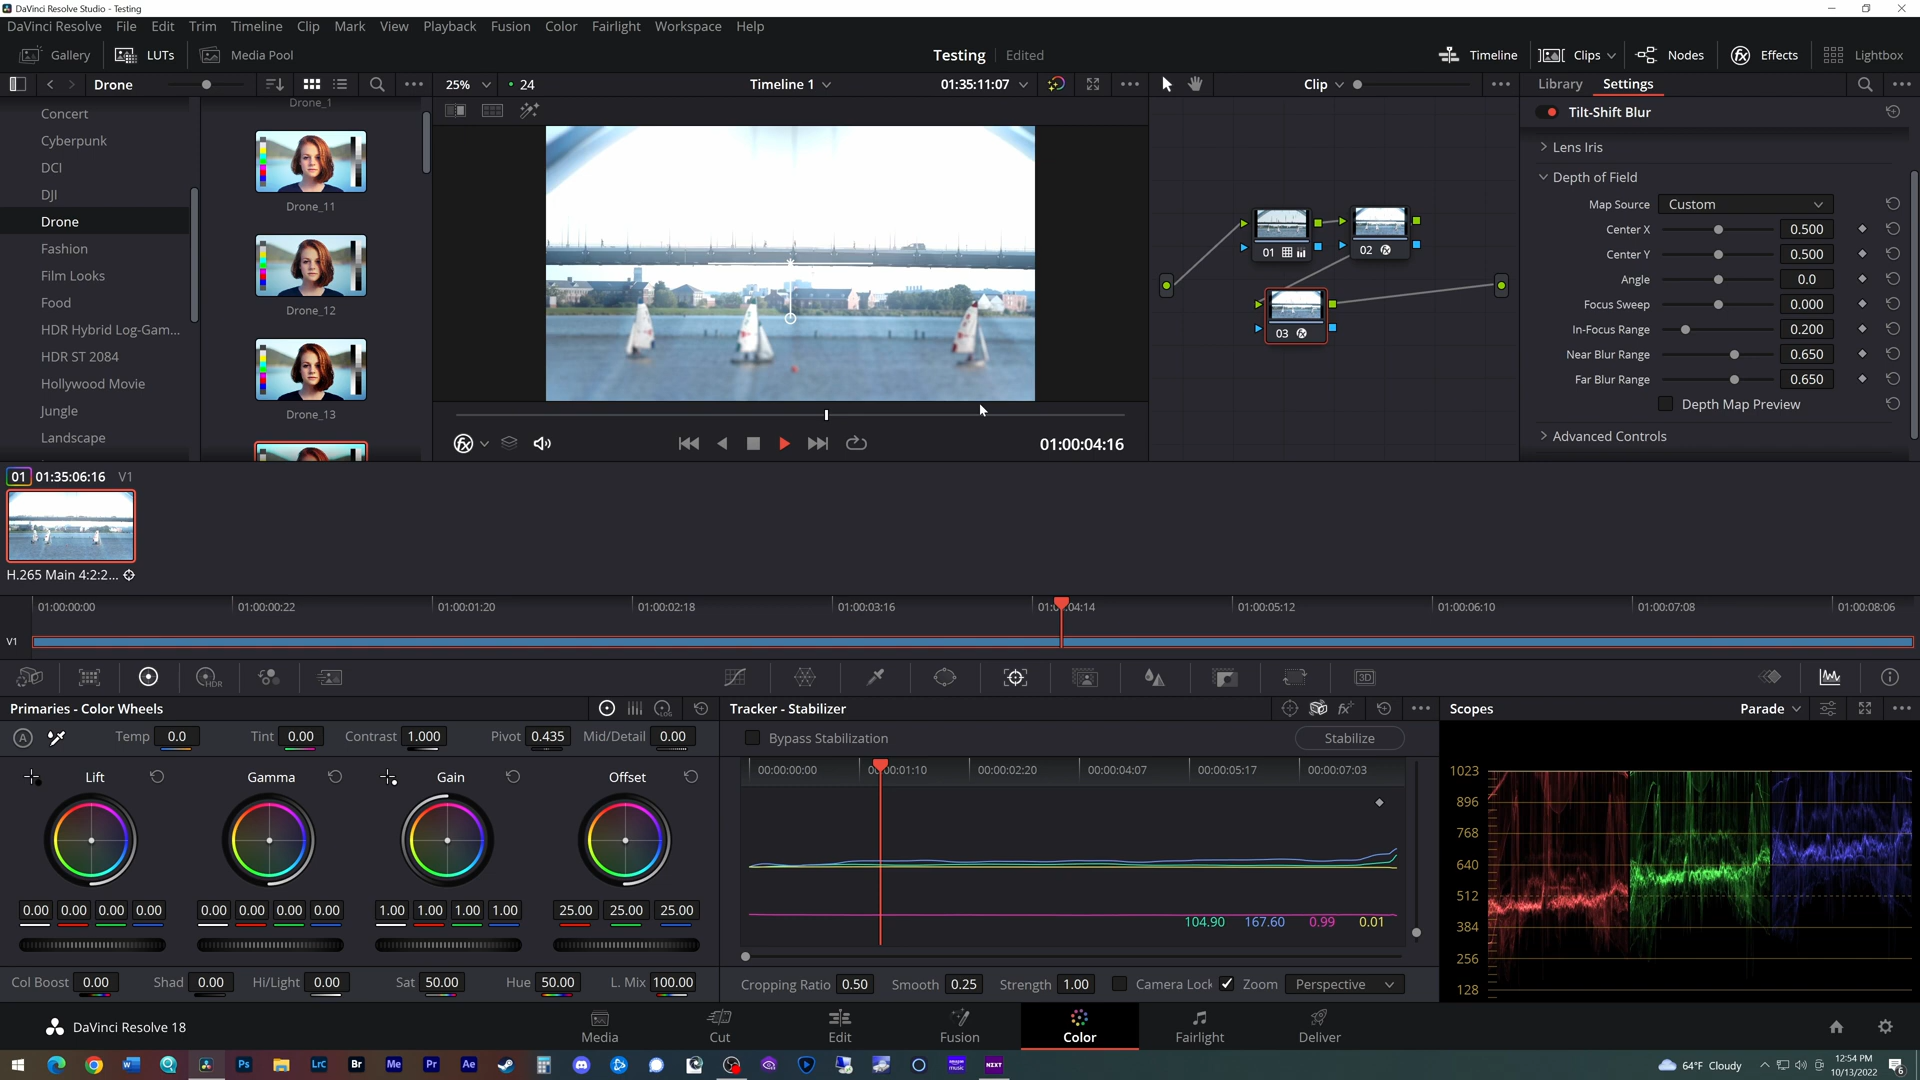 DaVinci Resolve Studio - Testing
DaVinci Resolve File Edit Trim Timeline Clip Mark View Playback Fusion Color Fairlight Workspace Help
Gallery LUTs Media Pool Testing Edited Timeline Clips Nodes Effects Lightbox
Drone 25% 24 Timeline 1 01:35:11:07 Clip Library Settings
Concert
Cyberpunk
DCI
DJI
Drone
Fashion
Film Looks
Food
HDR Hybrid Log-Gam...
HDR ST 2084
Hollywood Movie
Jungle
Landscape
Drone_1
Drone_11
Drone_12
Drone_13
01:00:04:16
01
02
03
Tilt-Shift Blur
Lens Iris
Depth of Field
Map Source Custom
Center X 0.500
Center Y 0.500
Angle 0.0
Focus Sweep 0.000
In-Focus Range 0.200
Near Blur Range 0.650
Far Blur Range 0.650
Depth Map Preview
Advanced Controls
01 01:35:06:16 V1
H.265 Main 4:2:2...
01:00:00:00 01:00:00:22 01:00:01:20 01:00:02:18 01:00:03:16 01:00:04:14 01:00:05:12 01:00:06:10 01:00:07:08 01:00:08:06
V1
HDR 3D
Primaries - Color Wheels
A Temp 0.0 Tint 0.00 Contrast 1.000 Pivot 0.435 Mid/Detail 0.00
Lift Gamma Gain Offset
0.00 0.00 0.00 0.00 0.00 0.00 0.00 0.00 1.00 1.00 1.00 1.00 25.00 25.00 25.00
Col Boost 0.00 Shad 0.00 Hi/Light 0.00 Sat 50.00 Hue 50.00 L. Mix 100.00
Tracker - Stabilizer
Bypass Stabilization Stabilize
00:00:00:00 00:00:01:10 00:00:02:20 00:00:04:07 00:00:05:17 00:00:07:03
104.90 167.60 0.99 0.01
Cropping Ratio 0.50 Smooth 0.25 Strength 1.00 Camera Lock Zoom Perspective
Scopes Parade
1023
896
768
640
512
384
256
128
DaVinci Resolve 18
Media Cut Edit Fusion Color Fairlight Deliver
Ps LrC Br Me Pr Ae NZXT
64°F Cloudy
12:54 PM
10/13/2022
6